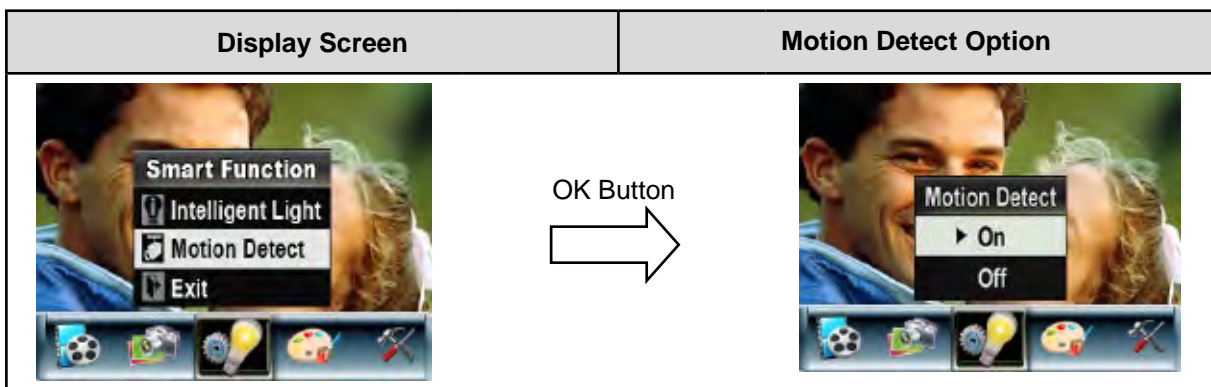 Display Screen
Motion Detect Option
Smart Function
Intelligent Light
Motion Detect
Exit
OK Button
Motion Detect
On
Off